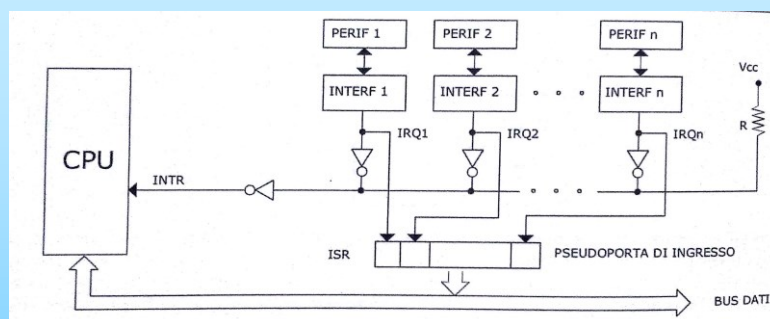 PERIF 1
PERIF 2
PERIF n
INTERF 1
INTERF 2
INTERF n
Vcc
R
IRQ1
IRQ2
IRQn
CPU
INTR
ISR
PSEUDOPORTA DI INGRESSO
BUS DATI